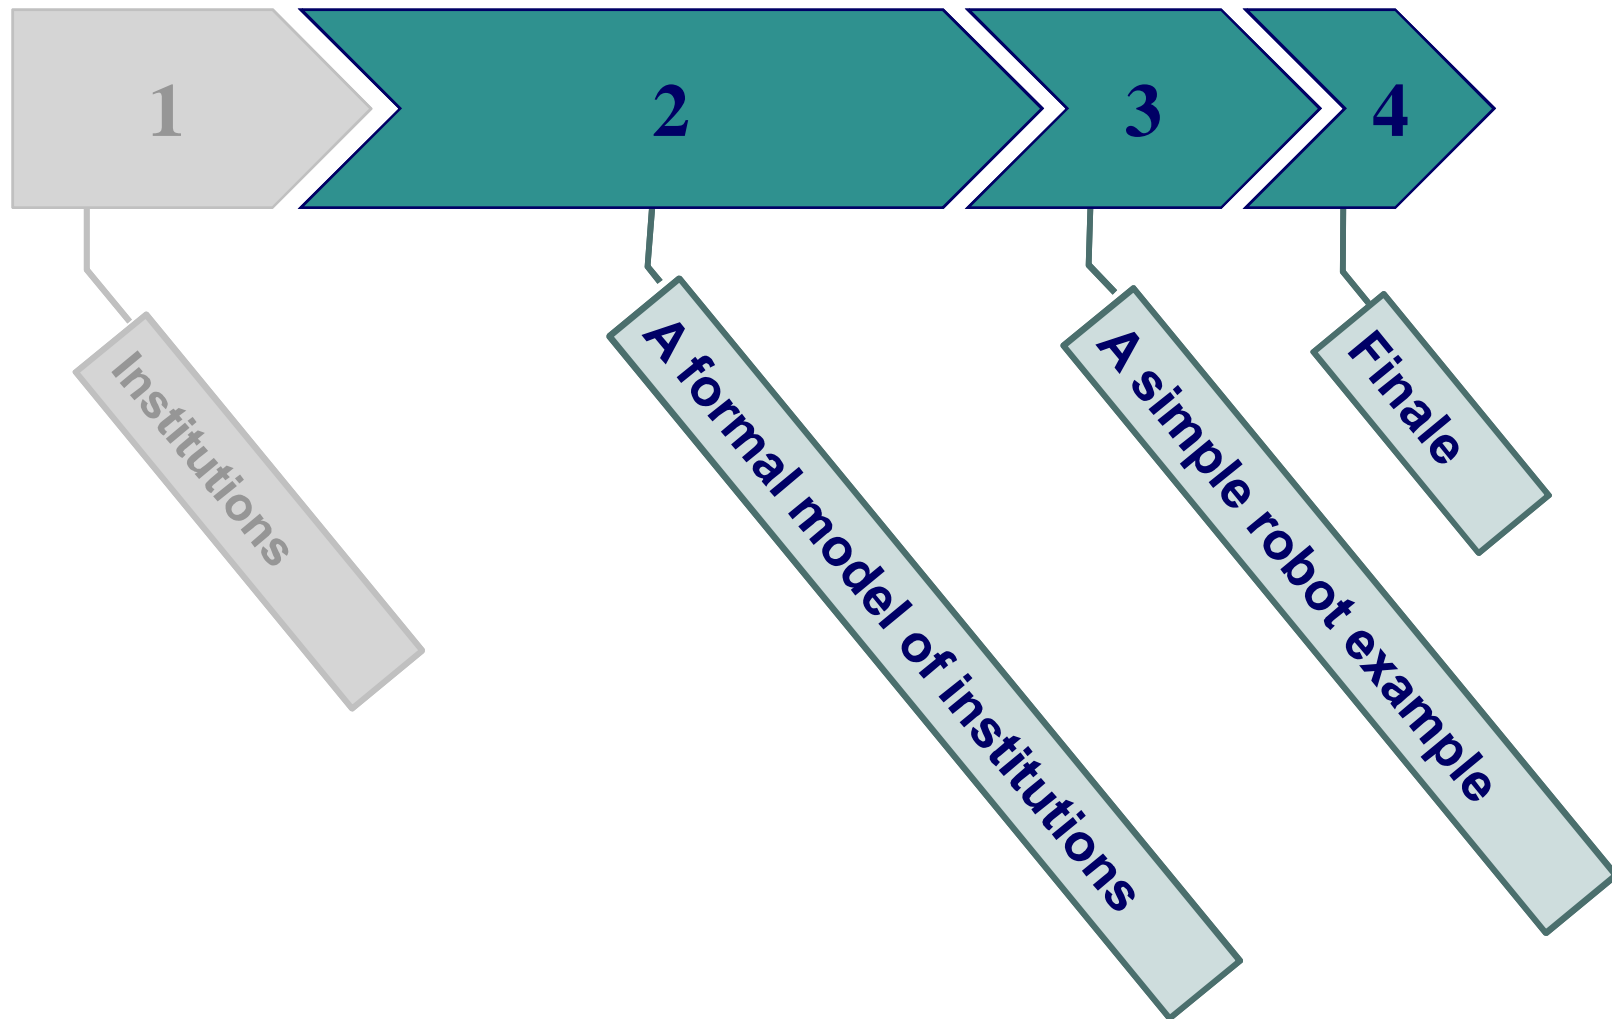 1
2
3
4
Institutions
A formal model of institutions
A simple robot example
Finale